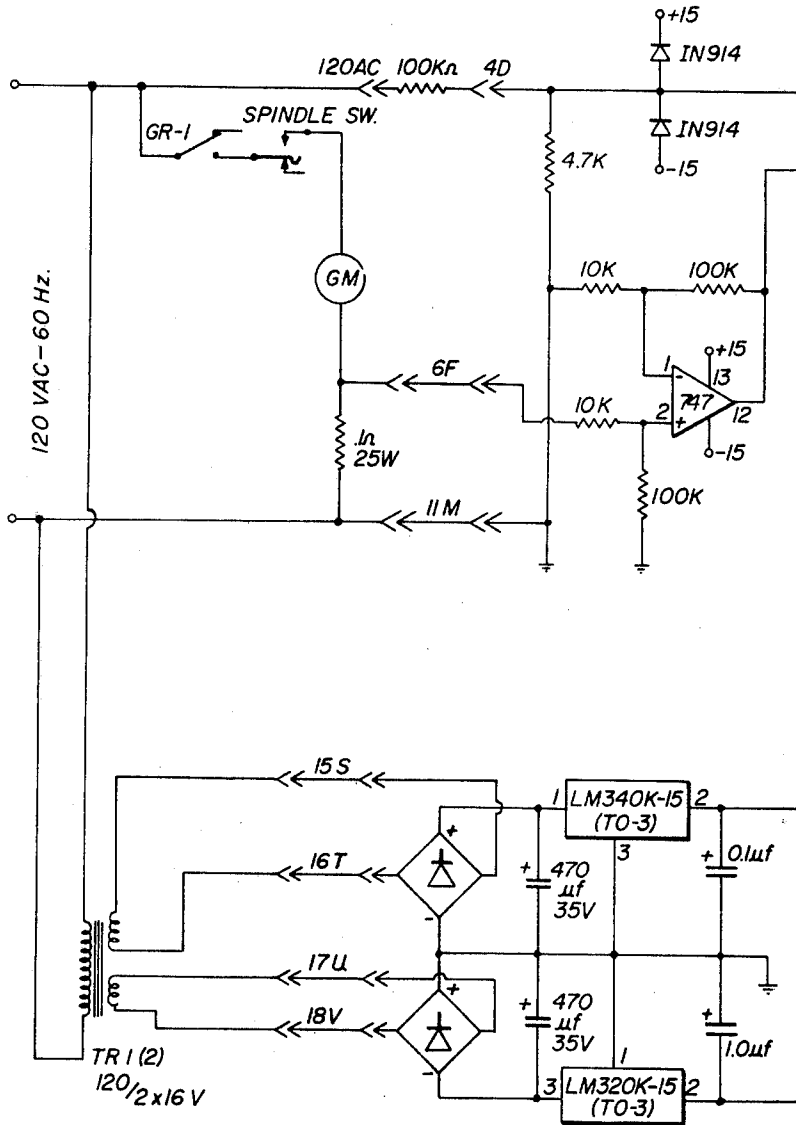 +15
IN914
120AC 100KΩ 4D
SPINDLE SW.
GR-1
IN914
-15
4.7K
120 VAC-60 Hz.
GM
10K 100K
+15
1 - 13
6F
747
10K 2 + 12
-15
.1Ω
25W
100K
11M
15S
1 LM340K-15 2
(TO-3)
+ 3
16T
+ 470
µf
35V
+ 0.1µf
-
17U
+
18V
+ 470
µf
35V
+ 1.0µf
1
-
TR 1 (2)
120/2x16 V
3 LM320K-15 2
(TO-3)